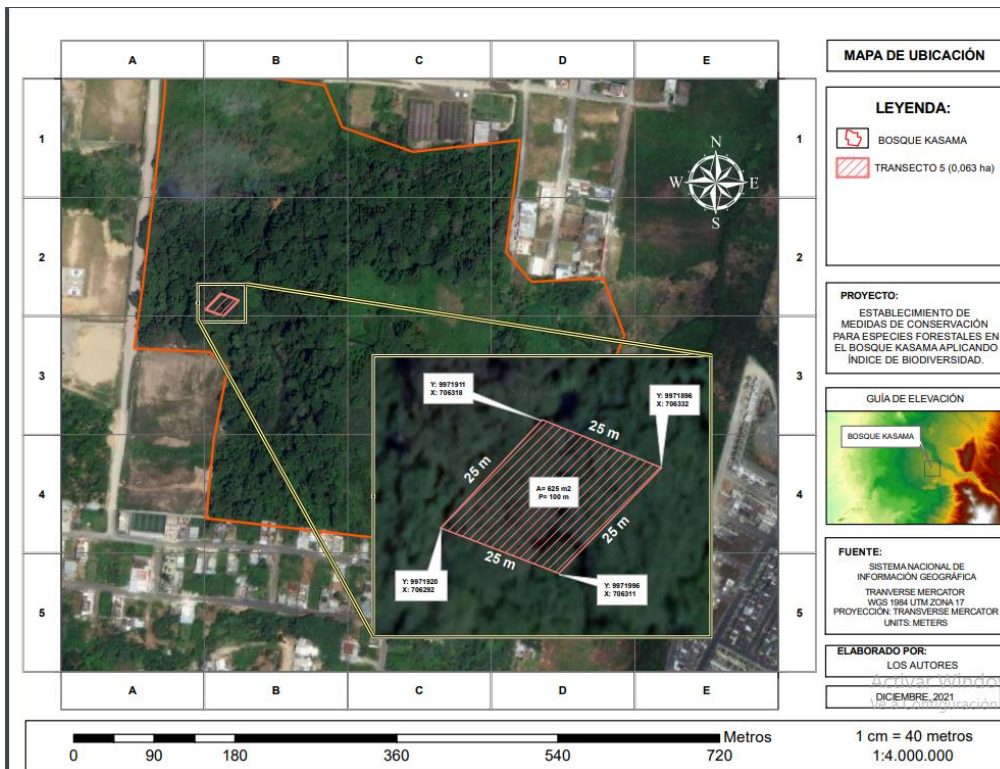 A B C D E
MAPA DE UBICACIÓN
1 1
2 2
3 3
4 4
5 5
N
W E
S
Texto
Y: 9971911
X: 706318
Y: 9971896
X: 706332
25 m
25 m
A= 625 m2
P= 100 m
25 m
25 m
Y: 9971920
X: 706292
Y: 9971996
X: 706311
A B C D E
LEYENDA:
BOSQUE KASAMA
TRANSECTO 5 (0,063 ha)
PROYECTO:
ESTABLECIMIENTO DE
MEDIDAS DE CONSERVACIÓN
PARA ESPECIES FORESTALES EN
EL BOSQUE KASAMA APLICANDO
ÍNDICE DE BIODIVERSIDAD.
GUÍA DE ELEVACIÓN
BOSQUE KASAMA
FUENTE:
SISTEMA NACIONAL DE
INFORMACIÓN GEOGRÁFICA
TRANVERSE MERCATOR
WGS 1984 UTM ZONA 17
PROYECCIÓN: TRANSVERSE MERCATOR
UNITS: METERS
ELABORADO POR:
LOS AUTORES
Activar Window
DICIEMBRE, 2021
Ve a Configuración
Metros
0 90 180 360 540 720
1 cm = 40 metros
1:4.000.000